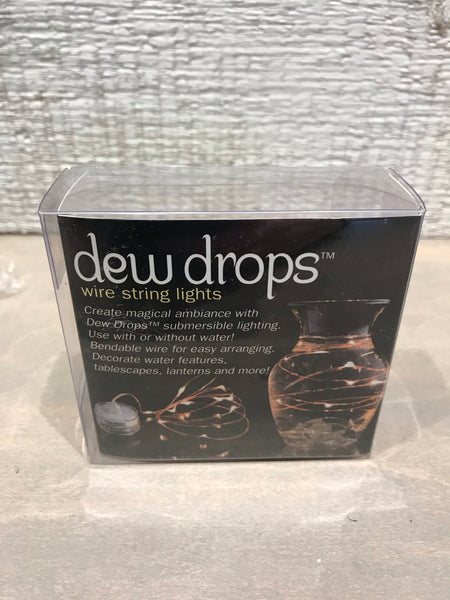 dew drops™
wire string lights
Create magical ambiance with
Dew Drops™ submersible lighting.
Use with or without water!
Bendable wire for easy arranging.
Decorate water features,
tablescapes, lanterns and more!